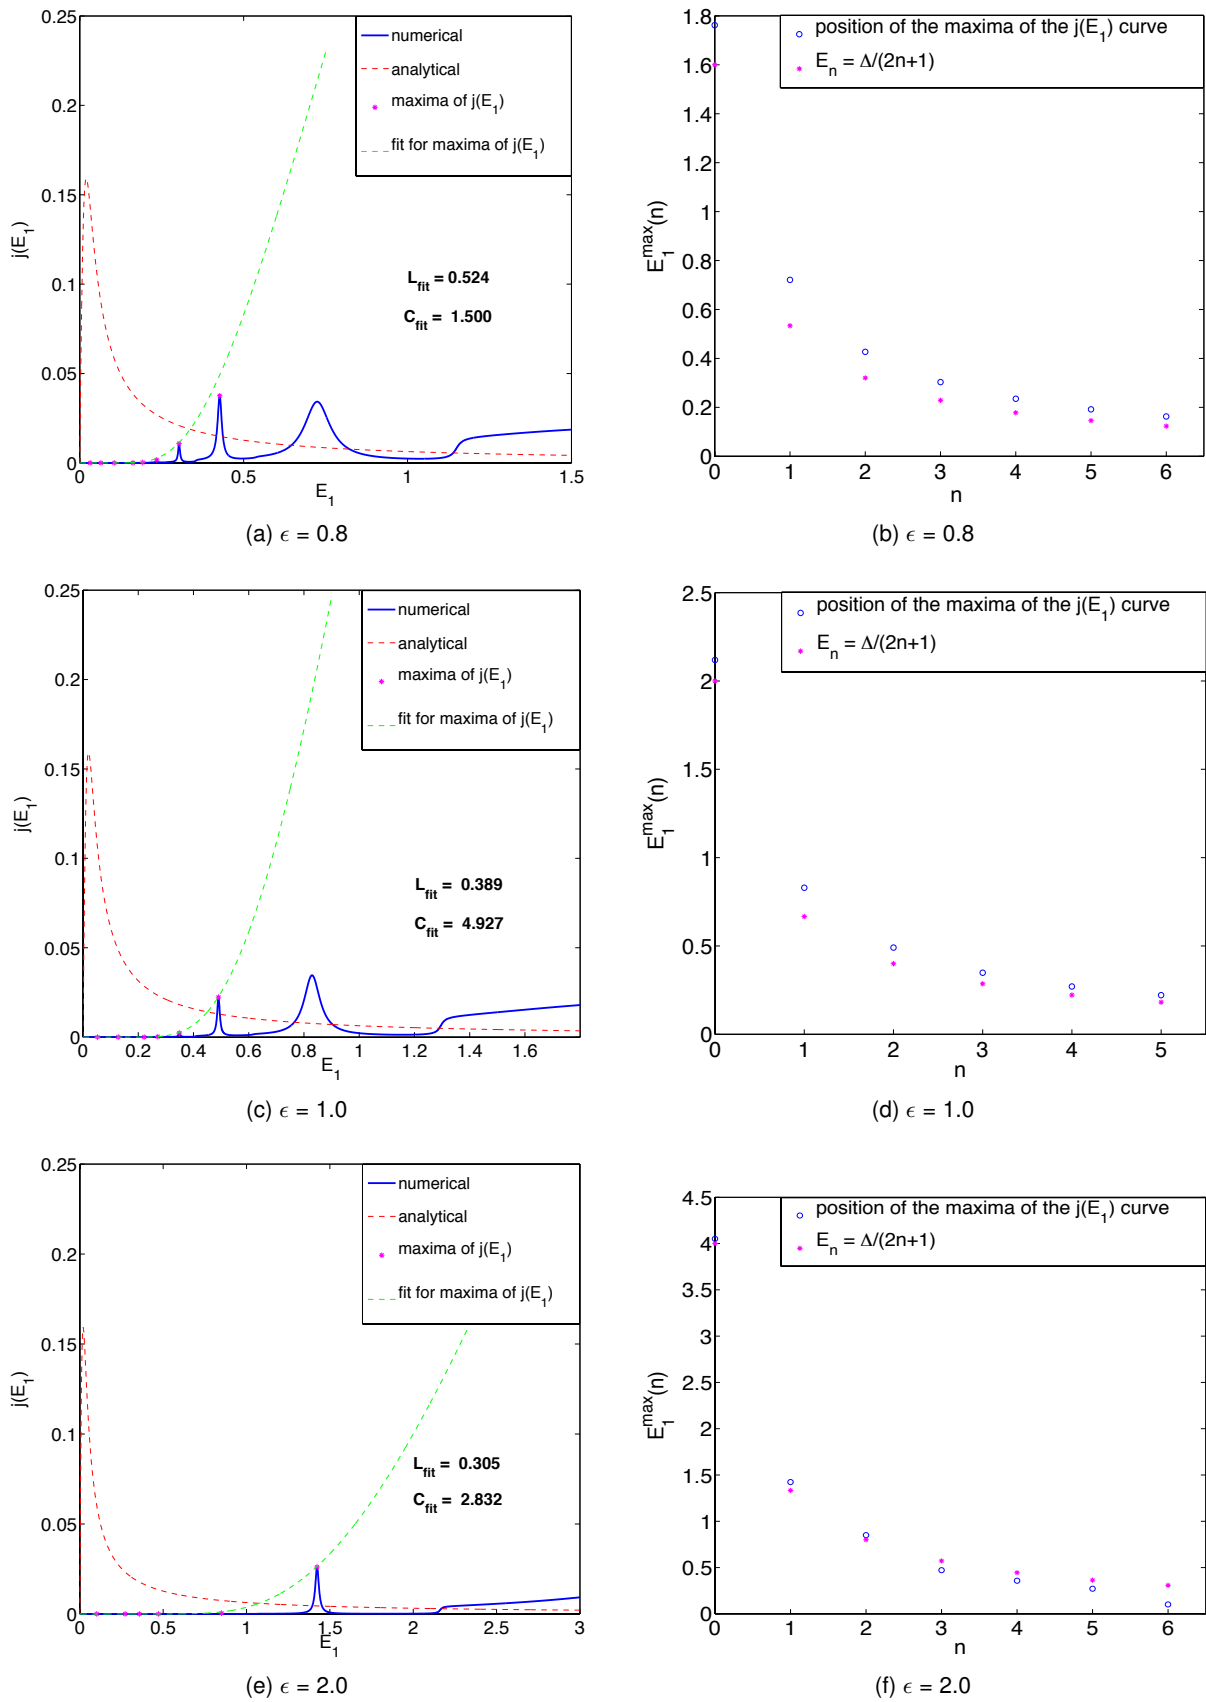 0.25
0.2
0.15
0.1
0.05
0
j(E1)
numerical
analytical
maxima of j(E1)
fit for maxima of j(E1)
Lfit = 0.524
Cfit = 1.500
0 0.5 1 1.5
E1
(a) ϵ = 0.8
1.8
1.6
1.4
1.2
1
0.8
0.6
0.4
0.2
0
E1max(n)
position of the maxima of the j(E1) curve
En = Δ/(2n+1)
0 1 2 3 4 5 6
n
(b) ϵ = 0.8
0.25
0.2
0.15
0.1
0.05
0
j(E1)
numerical
analytical
maxima of j(E1)
fit for maxima of j(E1)
Lfit = 0.389
Cfit = 4.927
0 0.2 0.4 0.6 0.8 1 1.2 1.4 1.6
E1
(c) ϵ = 1.0
2.5
2
1.5
1
0.5
0
E1max(n)
position of the maxima of the j(E1) curve
En = Δ/(2n+1)
0 1 2 3 4 5
n
(d) ϵ = 1.0
0.25
0.2
0.15
0.1
0.05
0
j(E1)
numerical
analytical
maxima of j(E1)
fit for maxima of j(E1)
Lfit = 0.305
Cfit = 2.832
0 0.5 1 1.5 2 2.5 3
E1
(e) ϵ = 2.0
4.5
4
3.5
3
2.5
2
1.5
1
0.5
0
E1max(n)
position of the maxima of the j(E1) curve
En = Δ/(2n+1)
0 1 2 3 4 5 6
n
(f) ϵ = 2.0